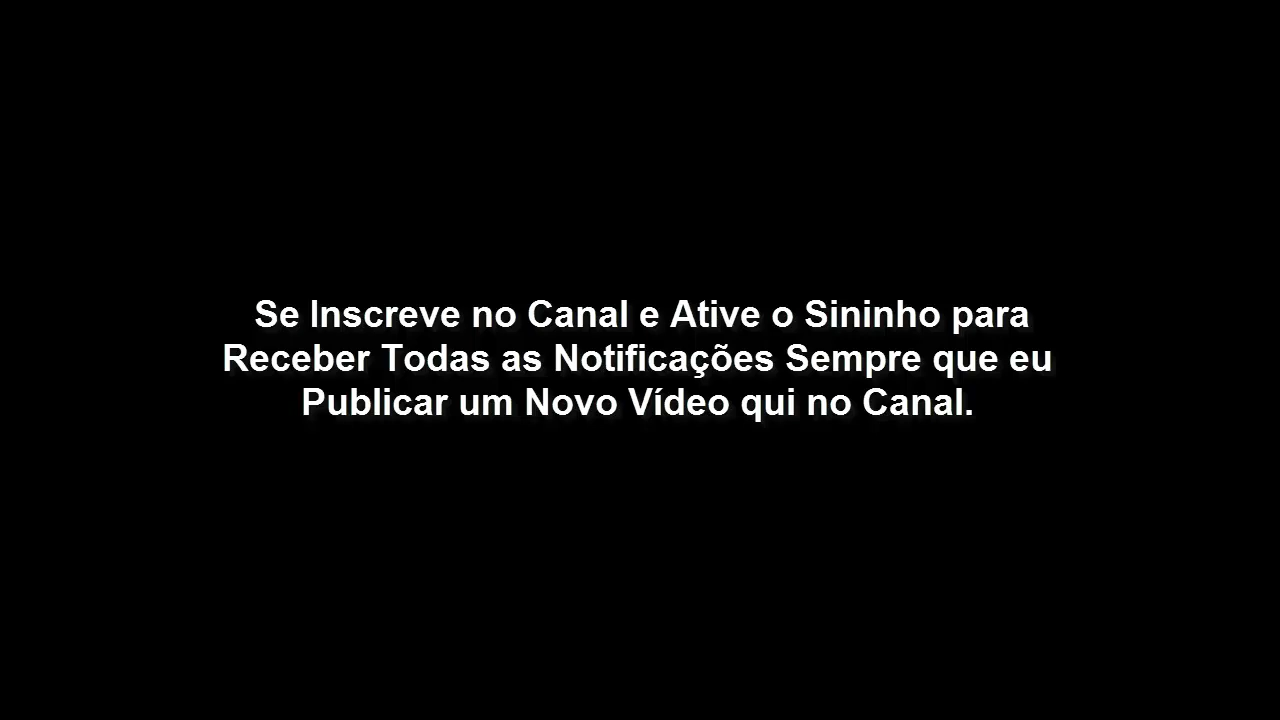 Se Inscreve no Canal e Ative o Sininho para
Receber Todas as Notificações Sempre que eu
Publicar um Novo Vídeo qui no Canal.